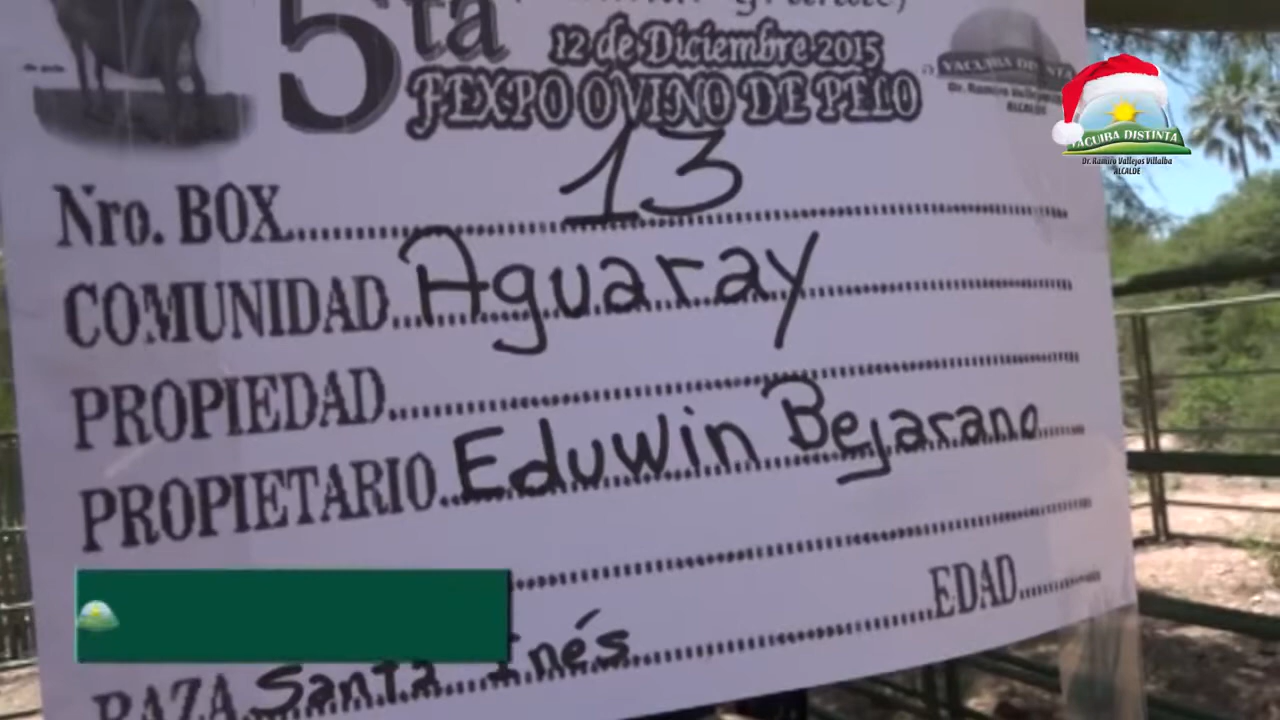 5ta
12 de Diciembre 2015
FEXPO OVINO DE PELO
YACUIBA DISTINTA
Dr. Ramiro Vallejos Villalba
ALCALDE
Nro. BOX 13
COMUNIDAD Aguaray
PROPIEDAD
PROPIETARIO Eduwin Bejarano
EDAD
RAZA Santa Inés